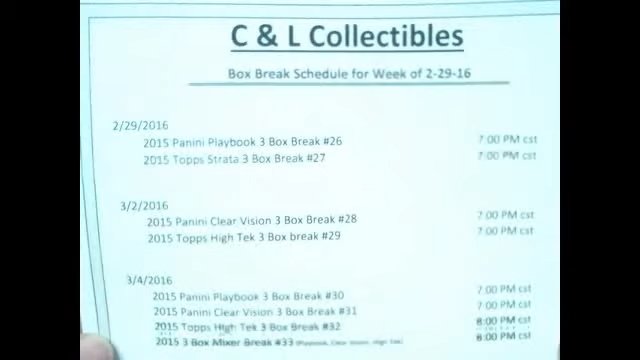 C & L Collectibles
Box Break Schedule for Week of 2-29-16
2/29/2016
2015 Panini Playbook 3 Box Break #26 7:00 PM cst
2015 Topps Strata 3 Box Break #27 7:00 PM cst
3/2/2016
2015 Panini Clear Vision 3 Box Break #28 7:00 PM cst
2015 Topps High Tek 3 Box break #29 7:00 PM cst
3/4/2016
2015 Panini Playbook 3 Box Break #30 7:00 PM cst
2015 Panini Clear Vision 3 Box Break #31 7:00 PM cst
2015 Topps High Tek 3 Box Break #32 8:00 PM cst
2015 3 Box Mixer Break #33 (Playbook, Clear Vision, High Tek) 8:00 PM cst